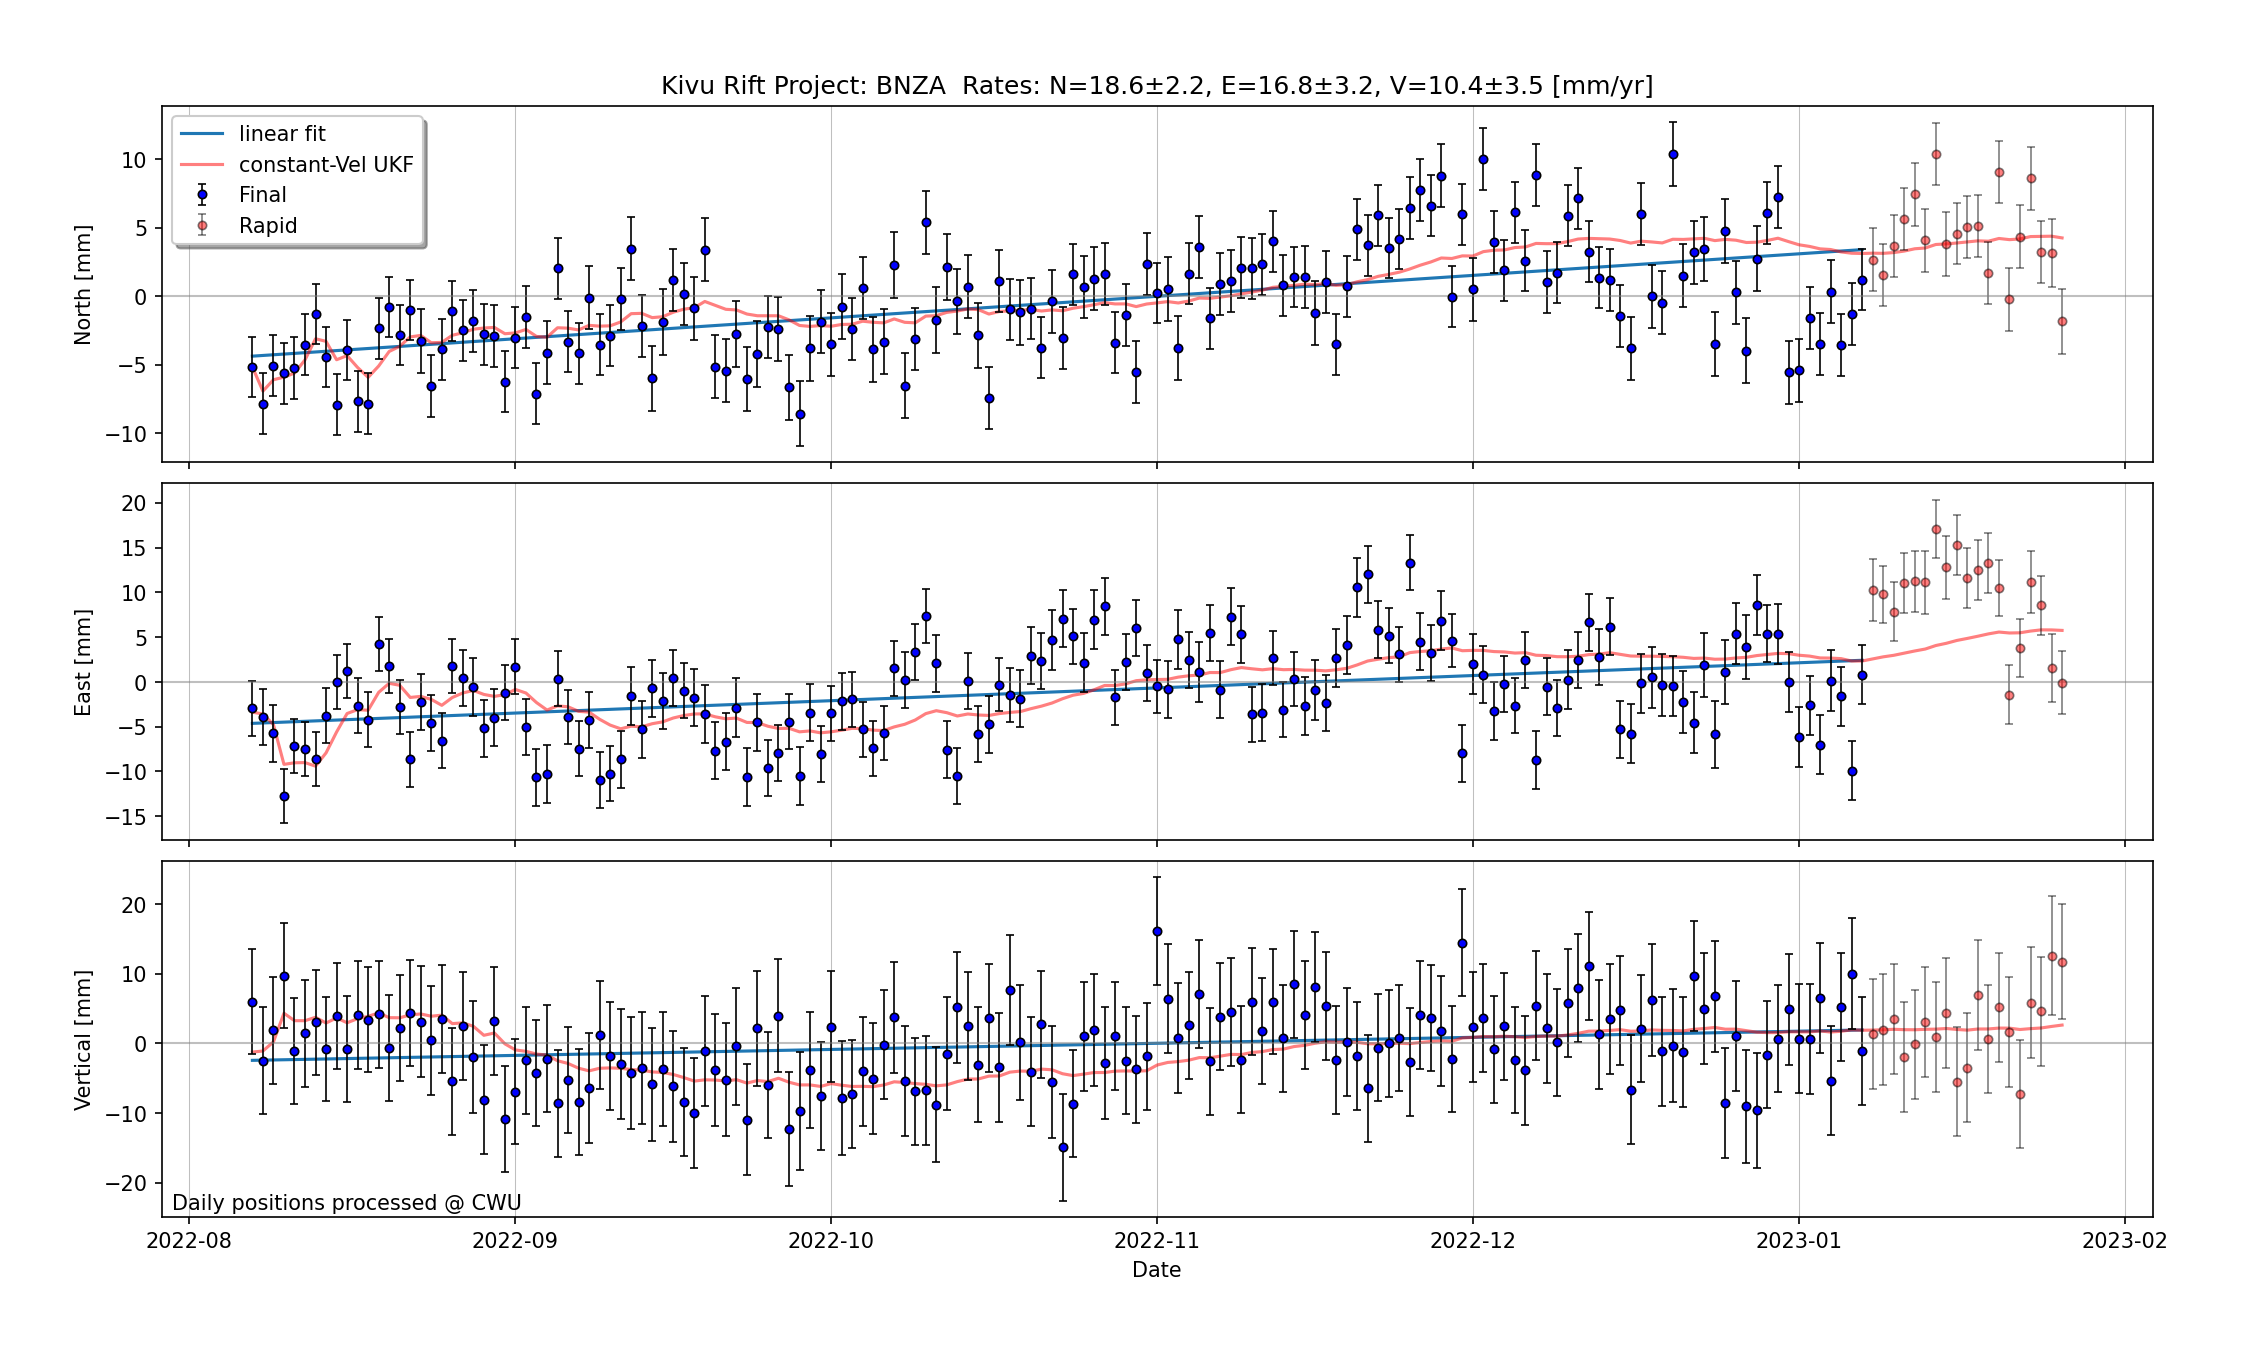 Kivu Rift Project: BNZA  Rates: N=18.6±2.2, E=16.8±3.2, V=10.4±3.5 [mm/yr]
linear fit
constant-Vel UKF
Final
Rapid
North [mm]
10
5
0
−5
−10
East [mm]
20
15
10
5
0
−5
−10
−15
Vertical [mm]
20
10
0
−10
−20
Daily positions processed @ CWU
2022-08 2022-09 2022-10 2022-11 2022-12 2023-01 2023-02
Date